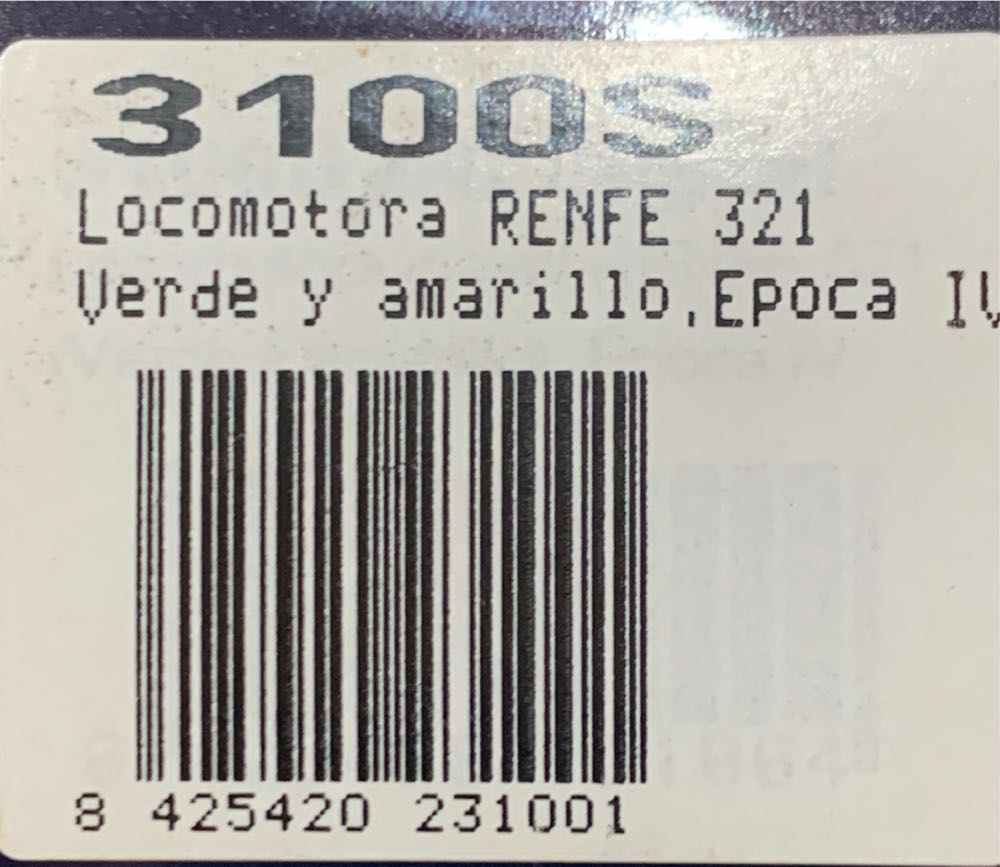 3100S
Locomotora RENFE 321
Verde y amarillo,Epoca IV
8 425420 231001